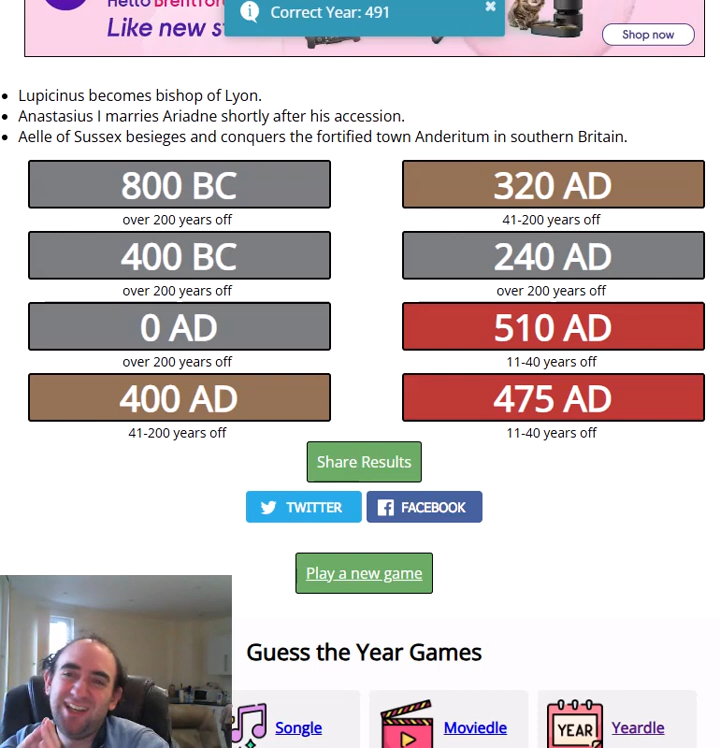 Hello Brentfor
Like new s
Correct Year: 491
✖
Shop now
Lupicinus becomes bishop of Lyon.
Anastasius I marries Ariadne shortly after his accession.
Aelle of Sussex besieges and conquers the fortified town Anderitum in southern Britain.
800 BC
over 200 years off
400 BC
over 200 years off
0 AD
over 200 years off
400 AD
41-200 years off
320 AD
41-200 years off
240 AD
over 200 years off
510 AD
11-40 years off
475 AD
11-40 years off
Share Results
TWITTER
FACEBOOK
Play a new game
Guess the Year Games
Songle
Moviedle
YEAR
Yeardle